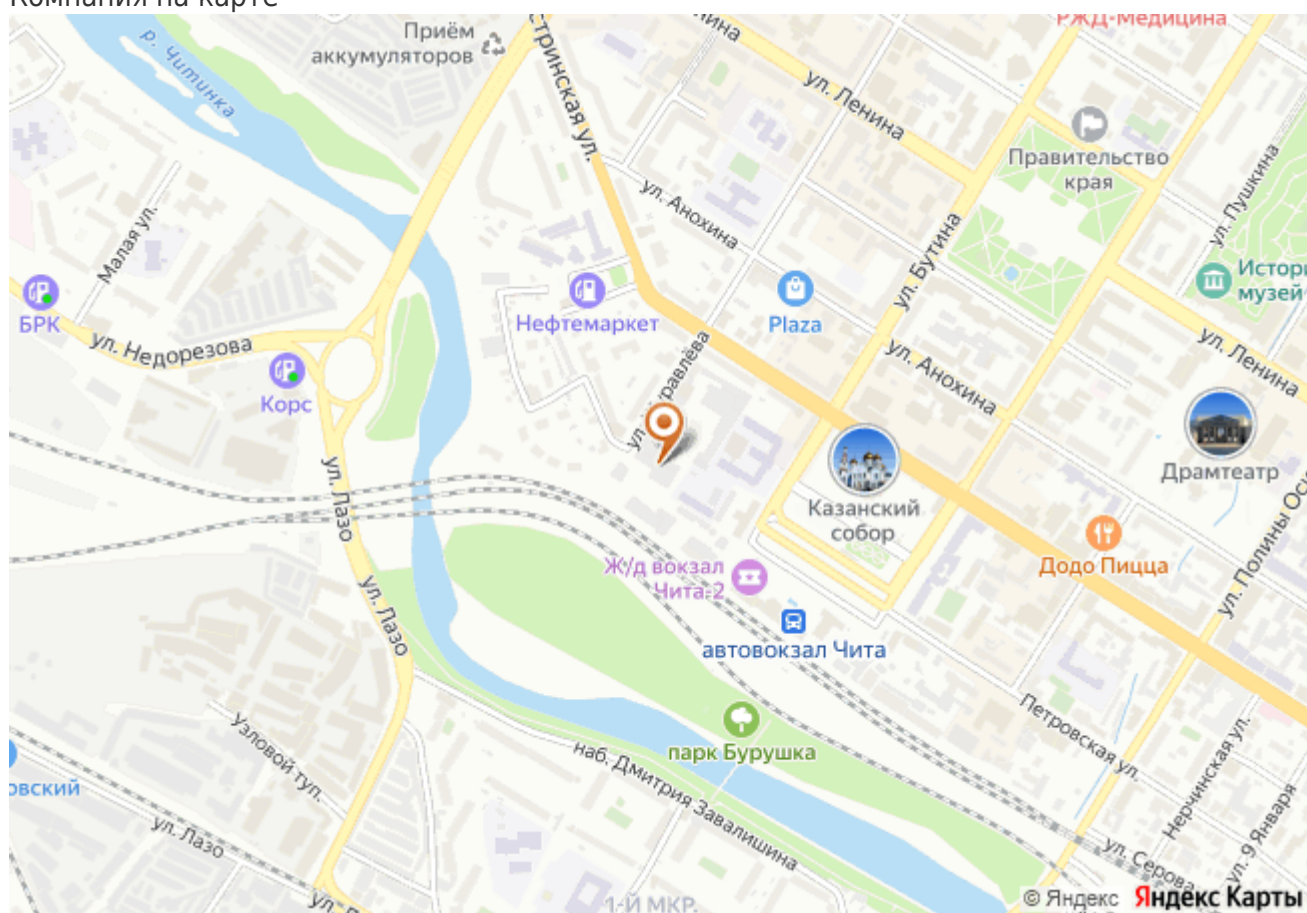 Компания на карте
РЖД-Медицина
Приём
аккумуляторов
р. Читинка
ул. Ленина
Правительство
края
ул. Пушкина
ул. Анохина
Малая ул.
ул. Бутина
музей
БРК
Нефтемаркет
Plaza
ул. Недорезова
ул. Анохина
ул. Ленина
Корс
Драмтеатр
Казанский
собор
ул. Лазо
Додо Пицца
Ж/д вокзал
Чита-2
ул. Полины
автовокзал Чита
ул. Лазо
Петровская ул.
парк Бурушка
Узловой туп.
наб. Дмитрия Завалишина
Нерчинская ул.
ул. 9 Января
ул. Лазо
ул. Серова
1-Й МКР.
© Яндекс Яндекс Карты